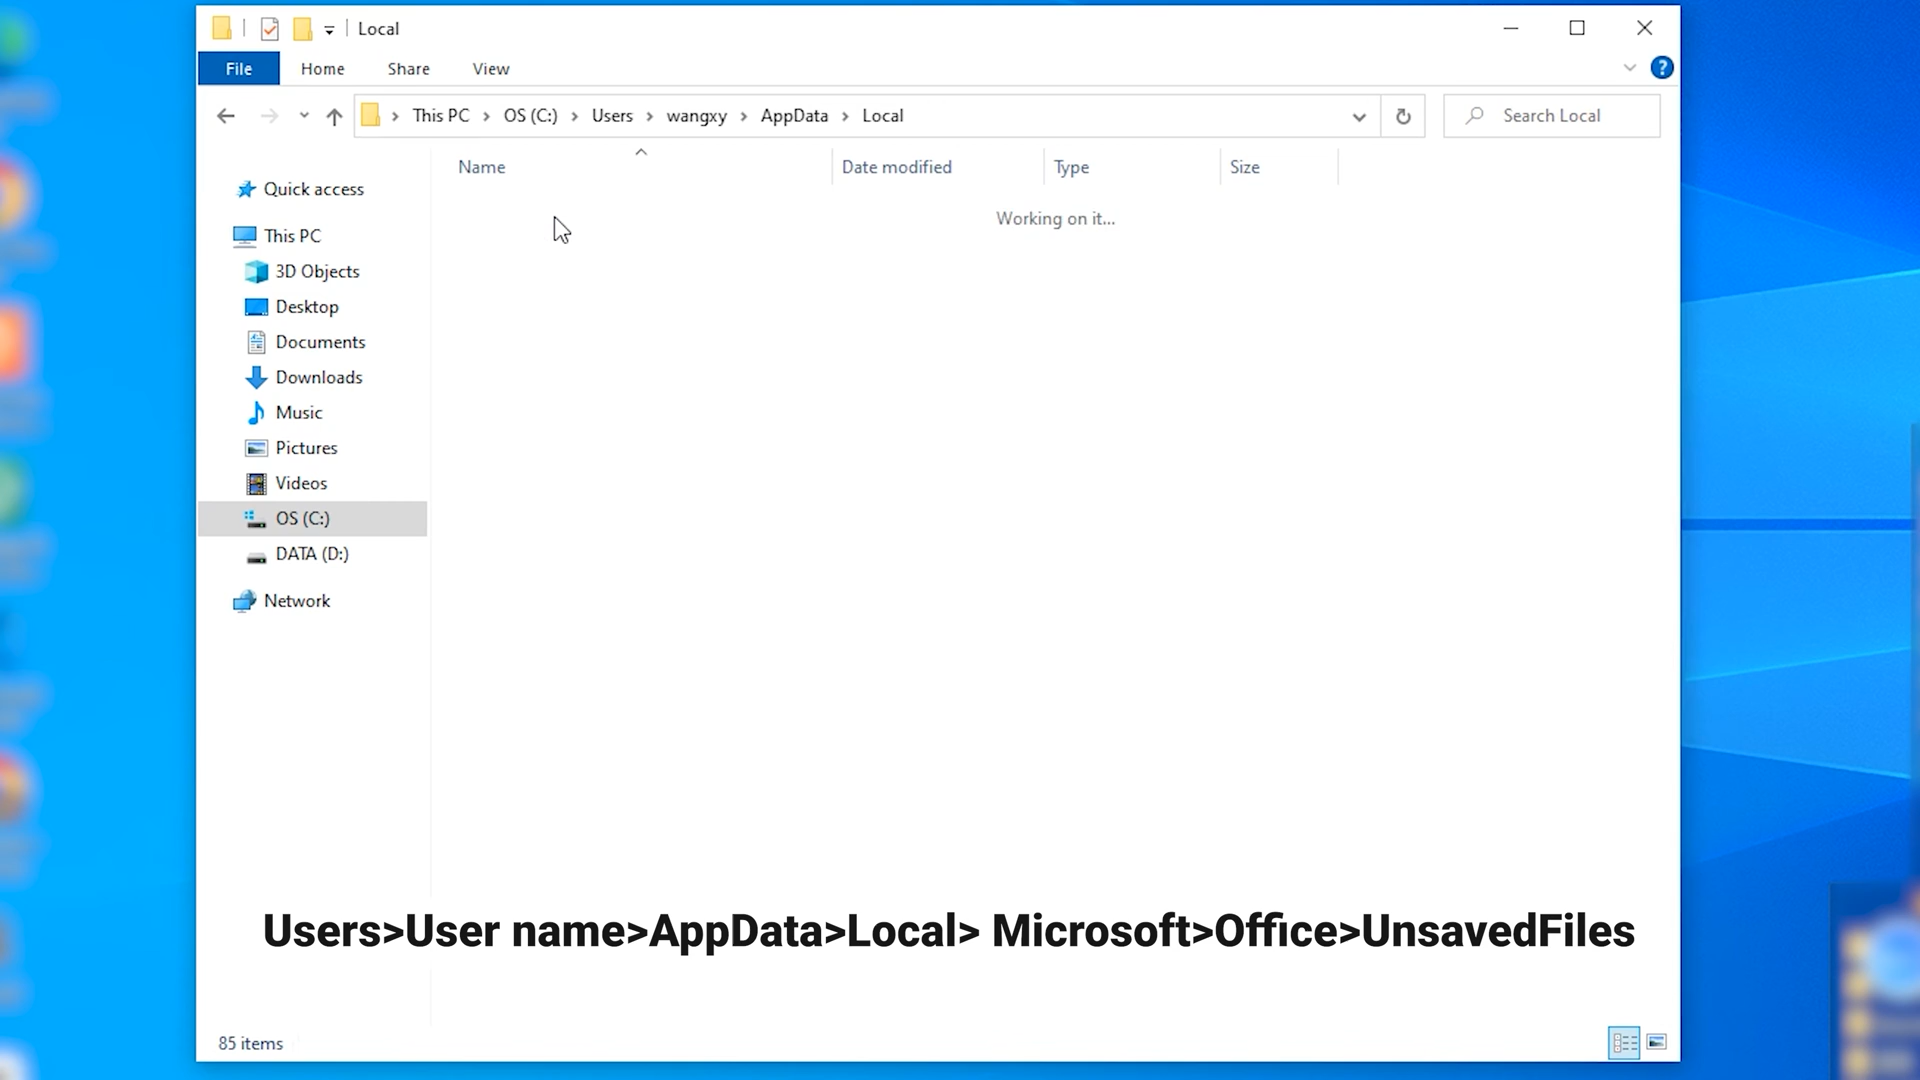 Local
File Home Share View
This PC OS (C:) Users wangxy AppData Local
Search Local
Name Date modified Type Size
Working on it...
Quick access
This PC
3D Objects
Desktop
Documents
Downloads
Music
Pictures
Videos
OS (C:)
DATA (D:)
Network
Users>User name>AppData>Local> Microsoft>Office>UnsavedFiles
85 items